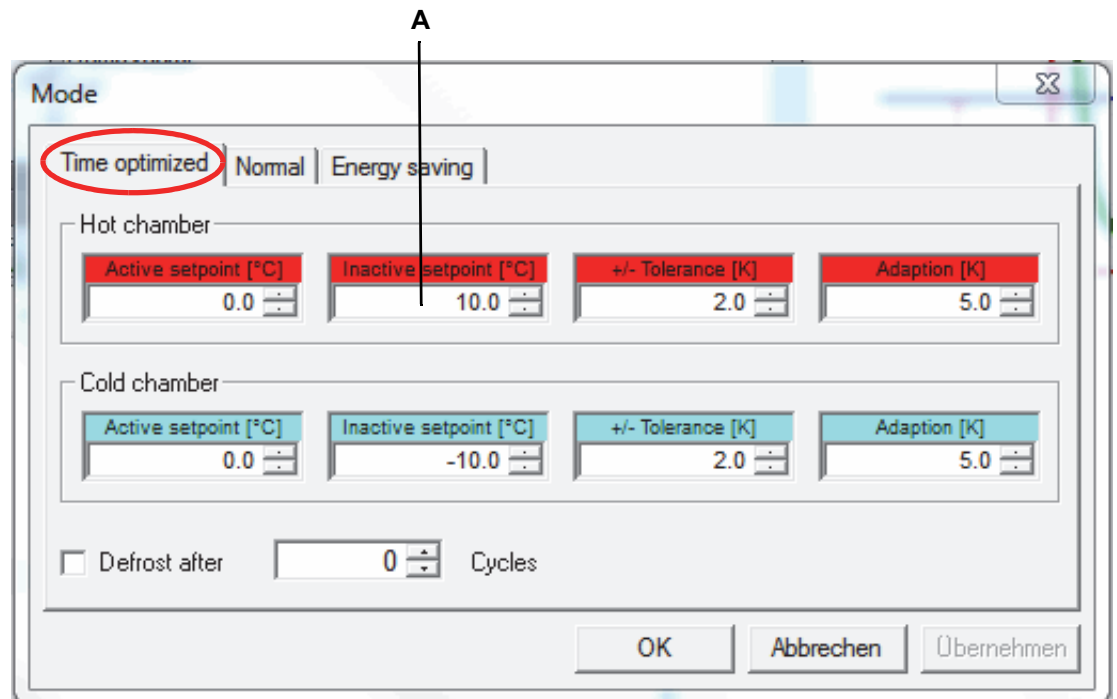 A
Mode
Time optimized Normal Energy saving
Hot chamber
Active setpoint [°C] Inactive setpoint [°C] +/- Tolerance [K] Adaption [K]
0.0 10.0 2.0 5.0
Cold chamber
Active setpoint [°C] Inactive setpoint [°C] +/- Tolerance [K] Adaption [K]
0.0 -10.0 2.0 5.0
Defrost after 0 Cycles
OK Abbrechen Übernehmen